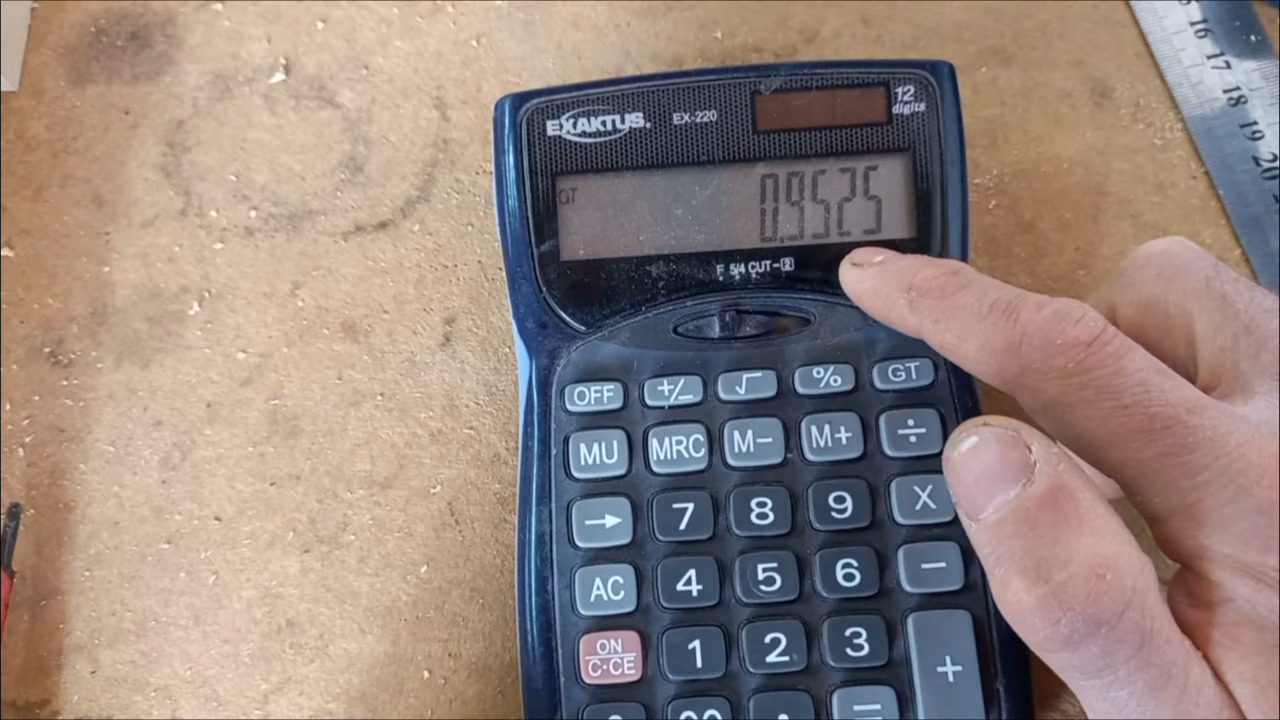 EXAKTUS. EX-220 12 digits
GT 0.9525
F 5/4 CUT-2
OFF +/− √ % GT
MU MRC M− M+ ÷
→ 7 8 9 X
AC 4 5 6 −
ON C·CE 1 2 3 +
=
16 17 18 19 20